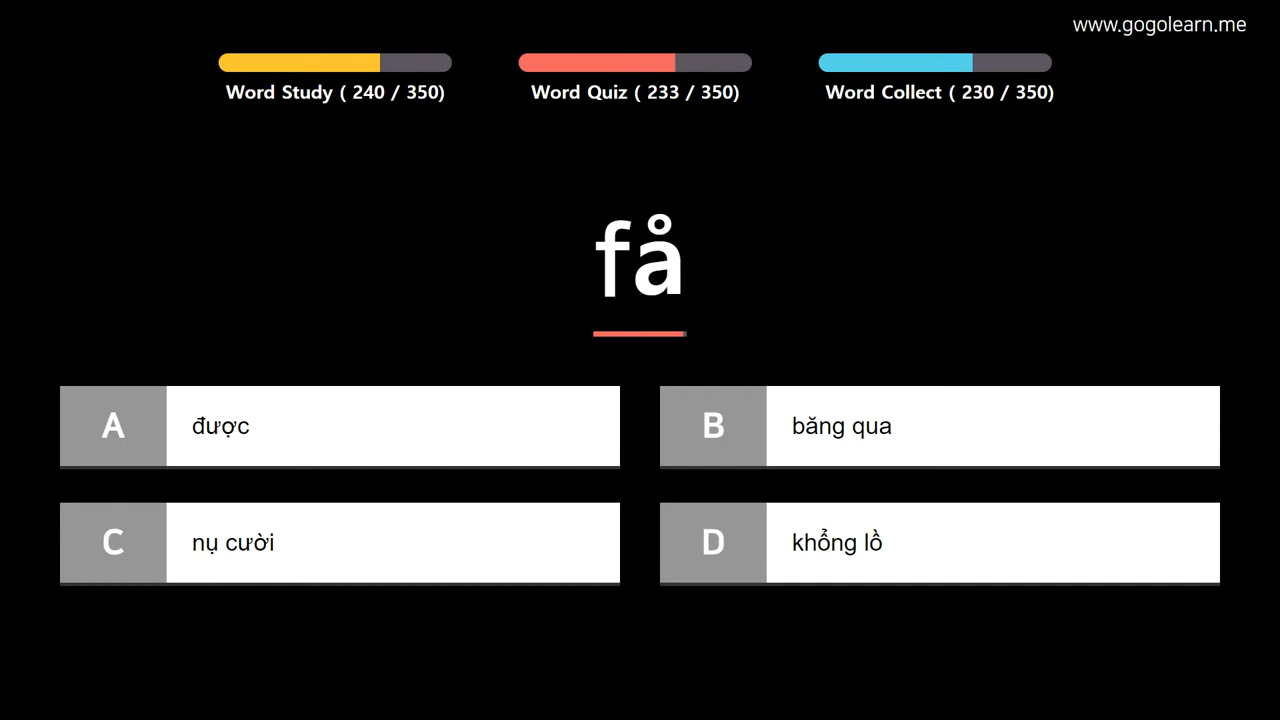 www.gogolearn.me
Word Study ( 240 / 350)
Word Quiz ( 233 / 350)
Word Collect ( 230 / 350)
få
A được
B băng qua
C nụ cười
D khổng lồ